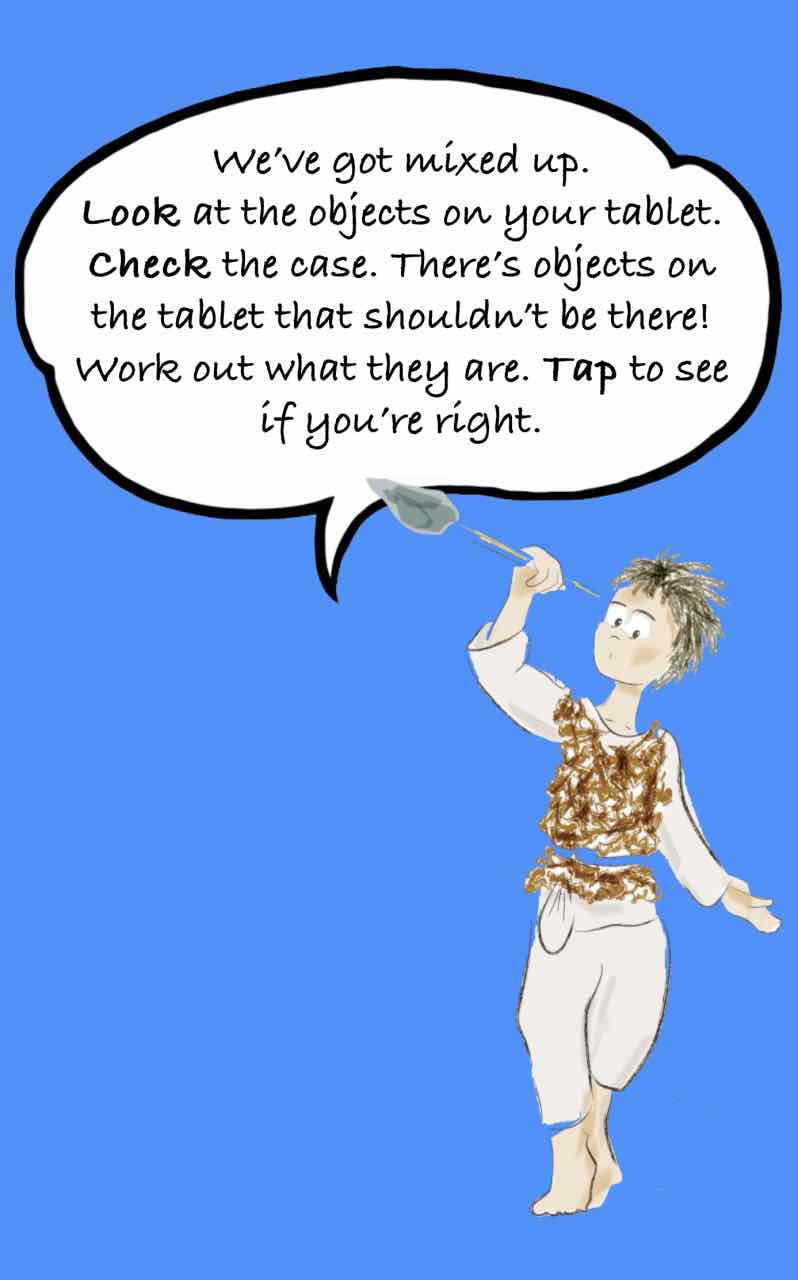 We've got mixed up.
Look at the objects on your tablet.
Check the case. There's objects on
the tablet that shouldn't be there!
Work out what they are. Tap to see
if you're right.